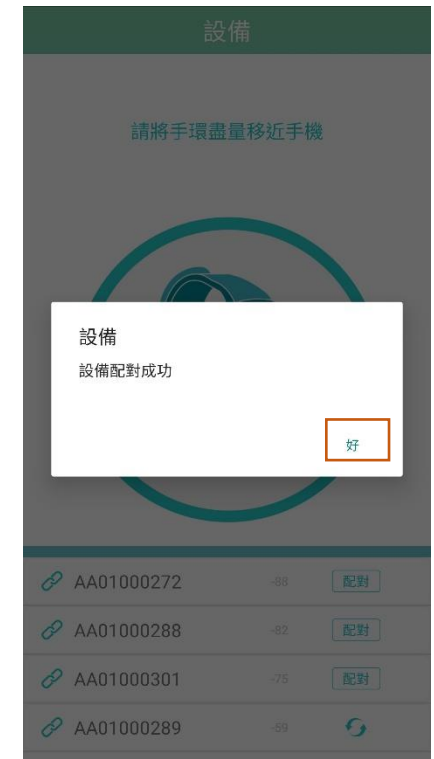 設備
請將手環盡量移近手機
設備
設備配對成功
好
AA01000272 -88 配對
AA01000288 -82 配對
AA01000301 -75 配對
AA01000289 -59